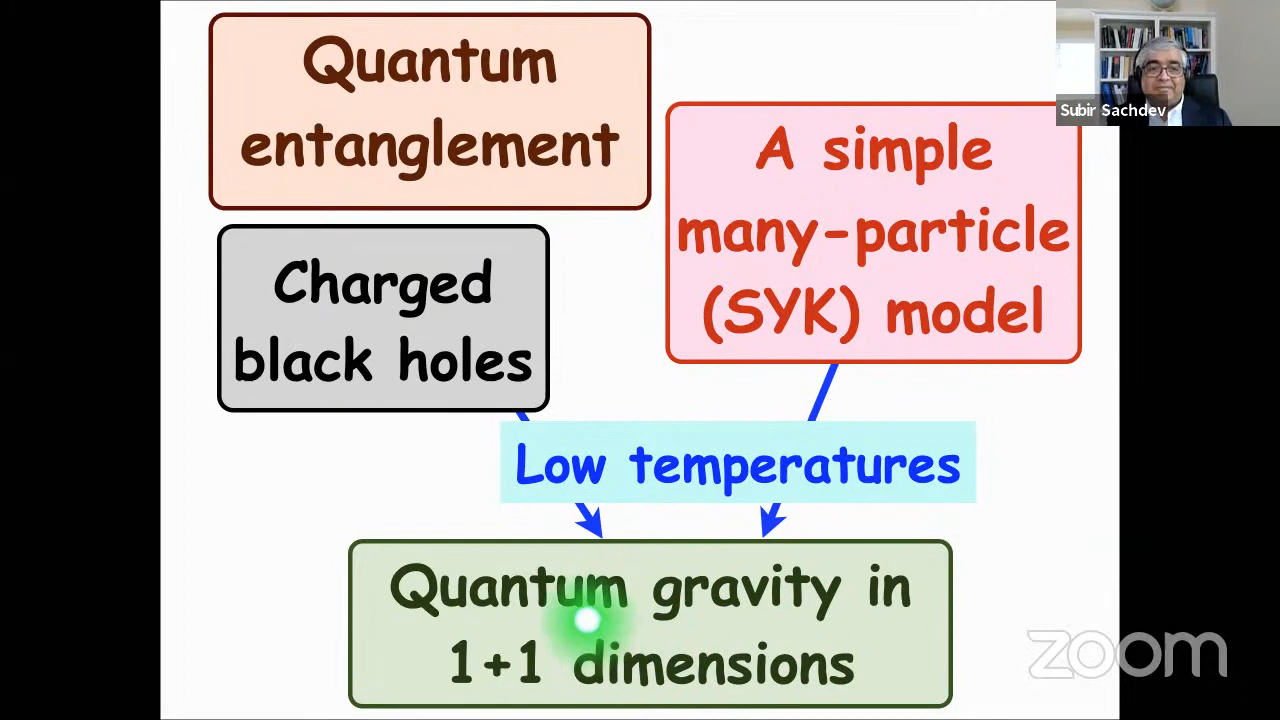 Quantum
entanglement
Subir Sachdev
A simple
many-particle
(SYK) model
Charged
black holes
Low temperatures
Quantum gravity in
1+1 dimensions
zoom